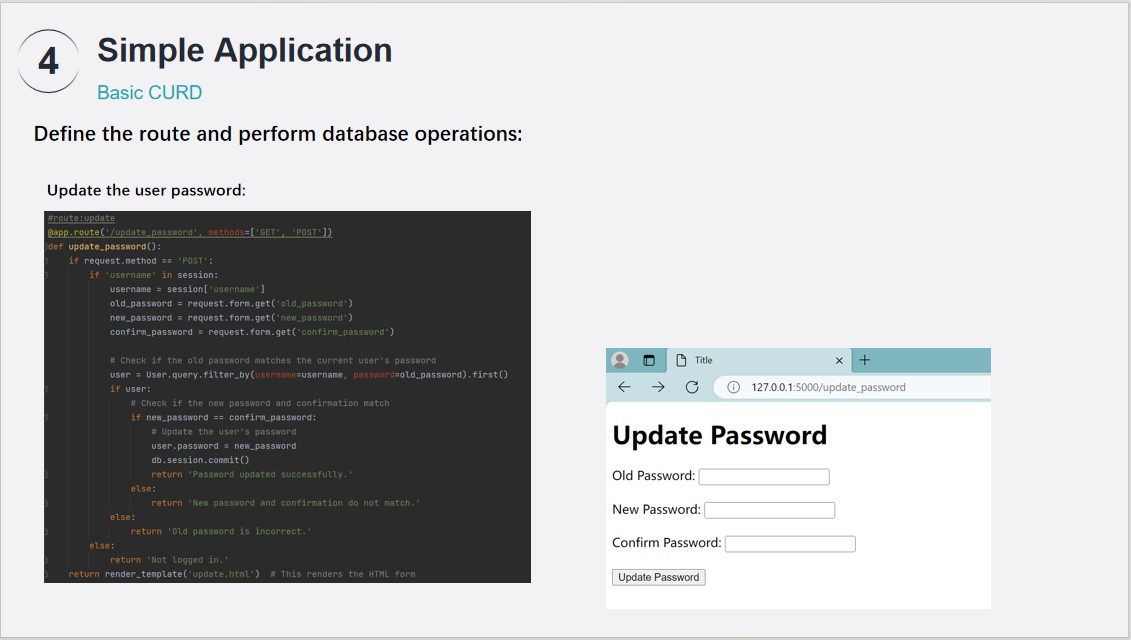 4
Simple Application
Basic CURD
Define the route and perform database operations:
Update the user password:
#route:update
@app.route('/update_password', methods=['GET', 'POST'])
def update_password():
    if request.method == 'POST':
        if 'username' in session:
            username = session['username']
            old_password = request.form.get('old_password')
            new_password = request.form.get('new_password')
            confirm_password = request.form.get('confirm_password')
            # Check if the old password matches the current user's password
            user = User.query.filter_by(username=username, password=old_password).first()
            if user:
                # Check if the new password and confirmation match
                if new_password == confirm_password:
                    # Update the user's password
                    user.password = new_password
                    db.session.commit()
                    return 'Password updated successfully.'
                else:
                    return 'New password and confirmation do not match.'
            else:
                return 'Old password is incorrect.'
        else:
            return 'Not logged in.'
    return render_template('update.html')  # This renders the HTML form
Title
127.0.0.1:5000/update_password
Update Password
Old Password:
New Password:
Confirm Password:
Update Password